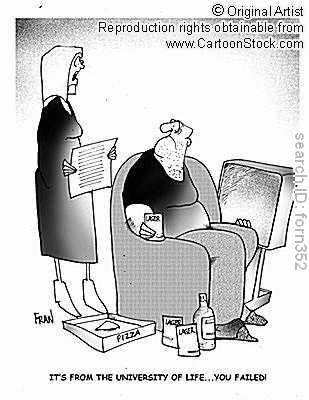 © Original Artist
Reproduction rights obtainable from
www.CartoonStock.com
search ID: forn352
LAGER
LAGER
LAGER
PIZZA
FRAN
IT'S FROM THE UNIVERSITY OF LIFE...YOU FAILED!